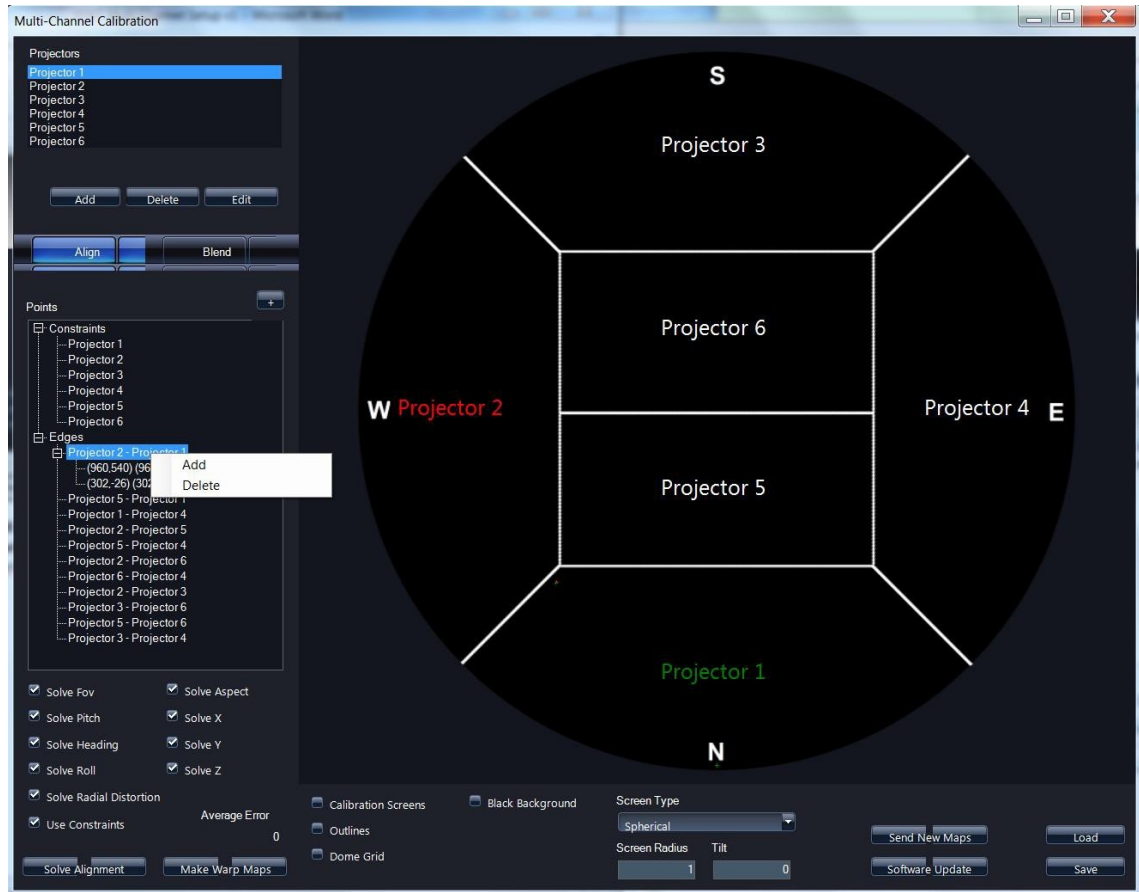 Multi-Channel Calibration
Projectors
Projector 1
Projector 2
Projector 3
Projector 4
Projector 5
Projector 6
Add Delete Edit
Align Blend
Points
+
Constraints
Projector 1
Projector 2
Projector 3
Projector 4
Projector 5
Projector 6
Edges
Projector 2 - Projector 1
(960,540) (96
(302,-26) (302
Add
Delete
Projector 5 - Projector 1
Projector 1 - Projector 4
Projector 2 - Projector 5
Projector 5 - Projector 4
Projector 2 - Projector 6
Projector 6 - Projector 4
Projector 2 - Projector 3
Projector 3 - Projector 6
Projector 5 - Projector 6
Projector 3 - Projector 4
Solve Fov Solve Aspect
Solve Pitch Solve X
Solve Heading Solve Y
Solve Roll Solve Z
Solve Radial Distortion
Use Constraints
Average Error
0
Solve Alignment Make Warp Maps
S
Projector 3
Projector 6
W Projector 2
Projector 4 E
Projector 5
Projector 1
N
Calibration Screens Black Background
Outlines
Dome Grid
Screen Type
Spherical
Screen Radius Tilt
1 0
Send New Maps Load
Software Update Save